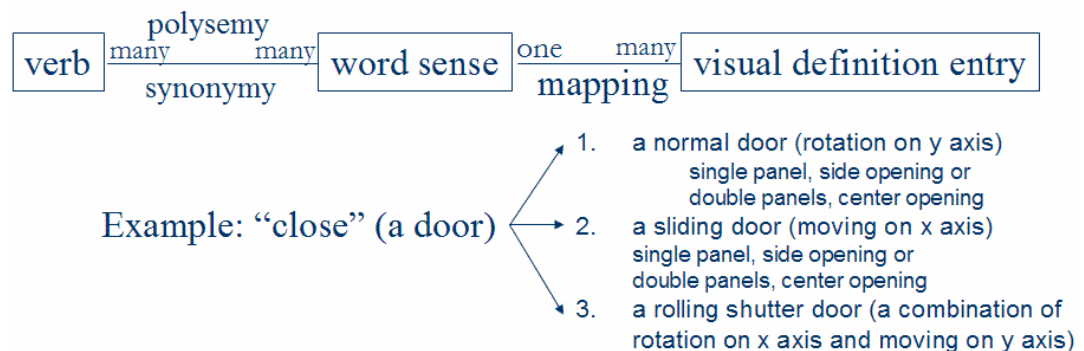 polysemy
verb many many word sense one many visual definition entry
synonymy mapping
1. a normal door (rotation on y axis)
single panel, side opening or
double panels, center opening
Example: “close” (a door)
2. a sliding door (moving on x axis)
single panel, side opening or
double panels, center opening
3. a rolling shutter door (a combination of
rotation on x axis and moving on y axis)